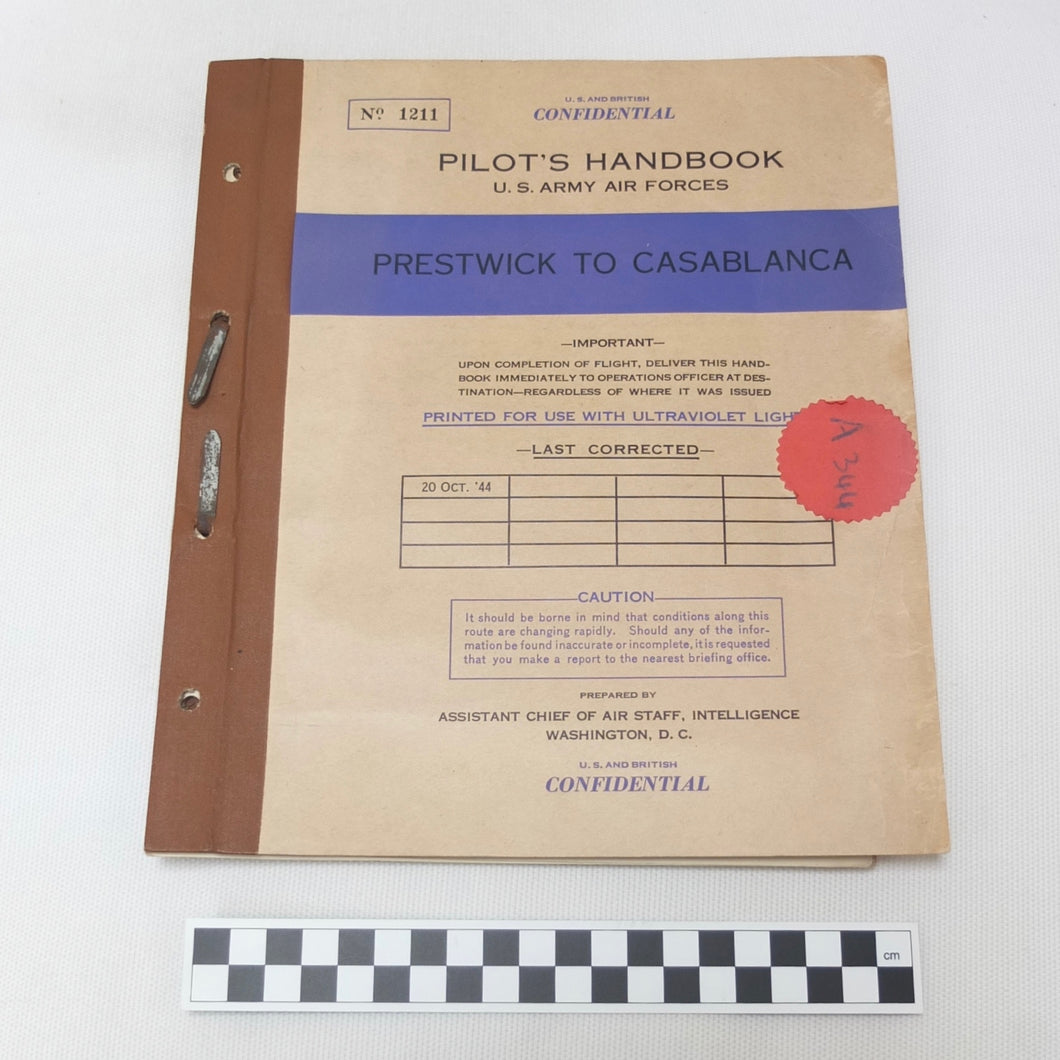 Nº 1211
U. S. AND BRITISH
CONFIDENTIAL
PILOT'S HANDBOOK
U. S. ARMY AIR FORCES
PRESTWICK TO CASABLANCA
—IMPORTANT—
UPON COMPLETION OF FLIGHT, DELIVER THIS HAND-
BOOK IMMEDIATELY TO OPERATIONS OFFICER AT DES-
TINATION—REGARDLESS OF WHERE IT WAS ISSUED
PRINTED FOR USE WITH ULTRAVIOLET LIGH
A 344
—LAST CORRECTED—
20 OCT. '44
CAUTION
It should be borne in mind that conditions along this
route are changing rapidly. Should any of the infor-
mation be found inaccurate or incomplete, it is requested
that you make a report to the nearest briefing office.
PREPARED BY
ASSISTANT CHIEF OF AIR STAFF, INTELLIGENCE
WASHINGTON, D. C.
U. S. AND BRITISH
CONFIDENTIAL
cm